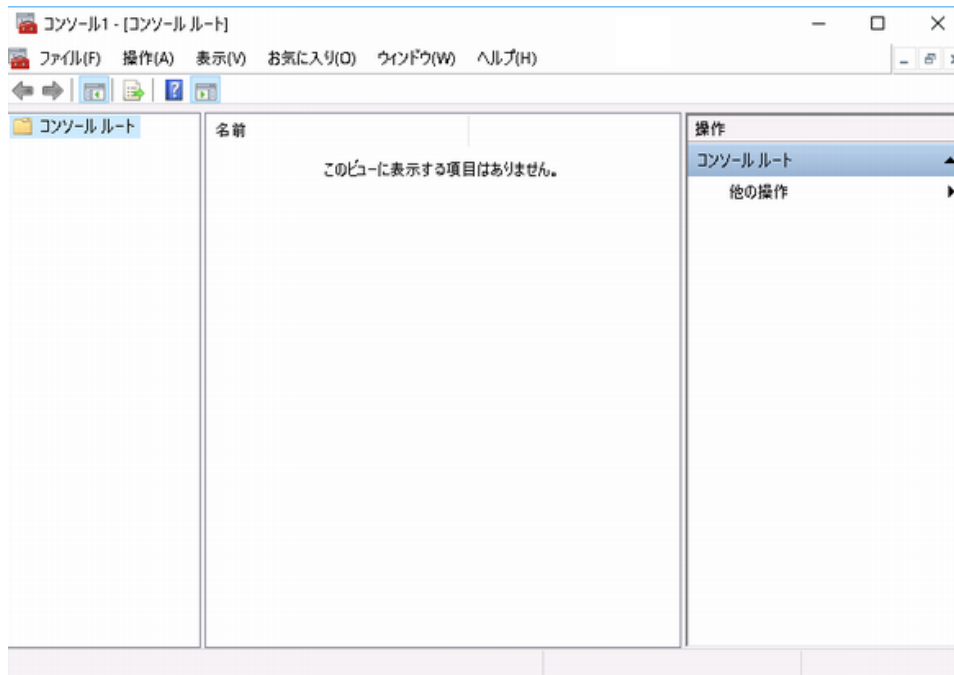 コンソール1 - [コンソール ルート]
ファイル(F) 操作(A) 表示(V) お気に入り(O) ウィンドウ(W) ヘルプ(H)
コンソール ルート
名前
このビューに表示する項目はありません。
操作
コンソール ルート
他の操作